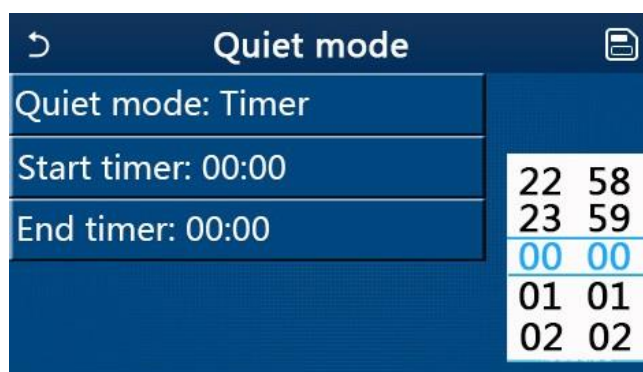 Quiet mode
Quiet mode: Timer
Start timer: 00:00
End timer: 00:00
22 58
23 59
00 00
01 01
02 02